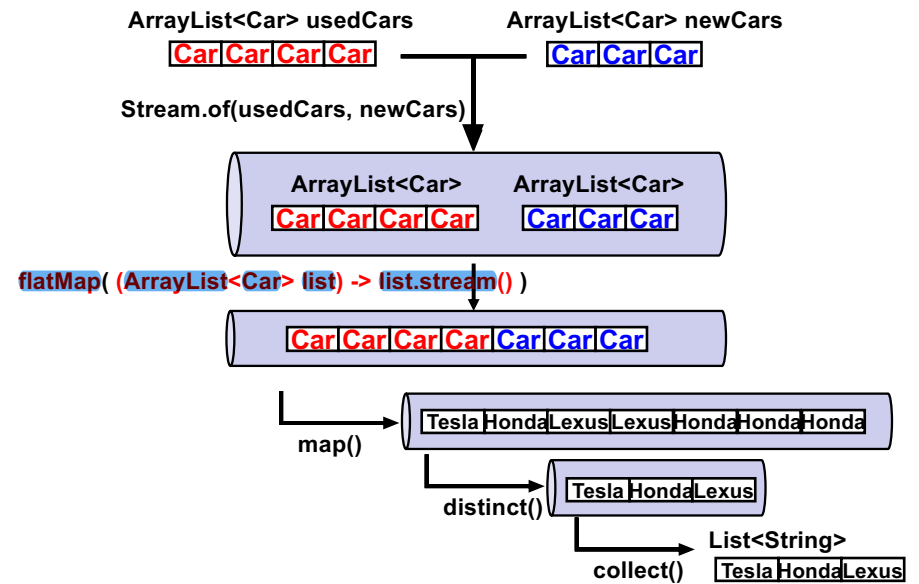 ArrayList<Car> usedCars
ArrayList<Car> newCars
Car Car Car Car
Car Car Car
Stream.of(usedCars, newCars)
ArrayList<Car>
ArrayList<Car>
Car Car Car Car
Car Car Car
flatMap( (ArrayList<Car> list) -> list.stream() )
Car Car Car Car Car Car Car
Tesla Honda Lexus Lexus Honda Honda Honda
map()
Tesla Honda Lexus
distinct()
List<String>
collect()
Tesla Honda Lexus